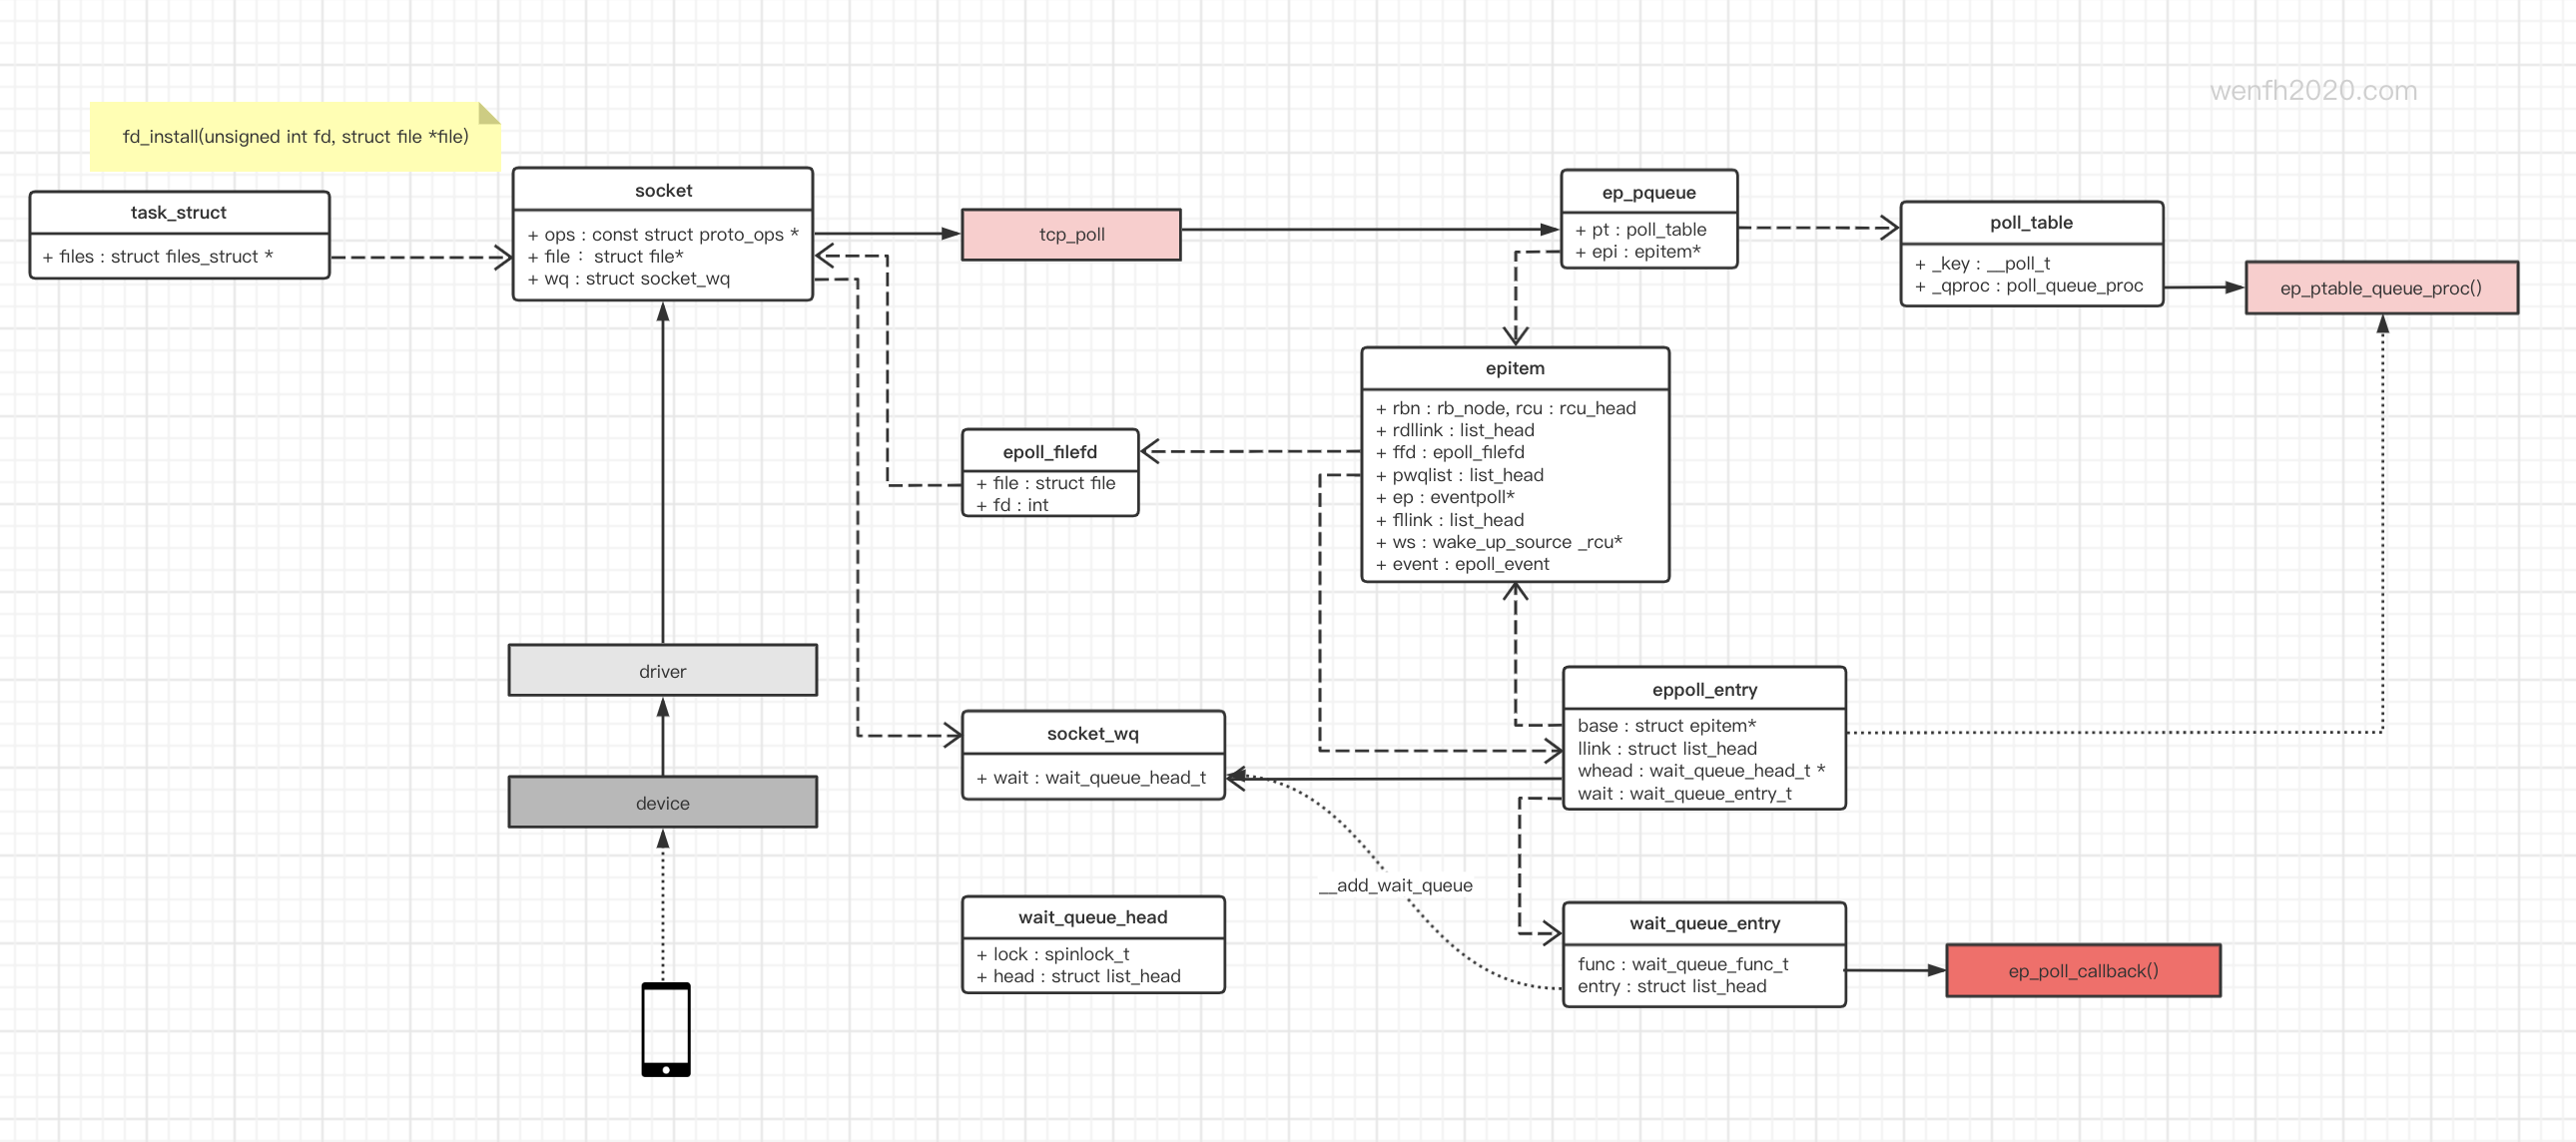 wenfh2020.com
fd_install(unsigned int fd, struct file *file)
task_struct
+ files : struct files_struct *
socket
+ ops : const struct proto_ops *
+ file： struct file*
+ wq : struct socket_wq
tcp_poll
ep_pqueue
+ pt : poll_table
+ epi : epitem*
poll_table
+ _key : __poll_t
+ _qproc : poll_queue_proc
ep_ptable_queue_proc()
epitem
+ rbn : rb_node, rcu : rcu_head
+ rdllink : list_head
+ ffd : epoll_filefd
+ pwqlist : list_head
+ ep : eventpoll*
+ fllink : list_head
+ ws : wake_up_source _rcu*
+ event : epoll_event
epoll_filefd
+ file : struct file
+ fd : int
driver
device
socket_wq
+ wait : wait_queue_head_t
eppoll_entry
base : struct epitem*
llink : struct list_head
whead : wait_queue_head_t *
wait : wait_queue_entry_t
__add_wait_queue
wait_queue_head
+ lock : spinlock_t
+ head : struct list_head
wait_queue_entry
func : wait_queue_func_t
entry : struct list_head
ep_poll_callback()